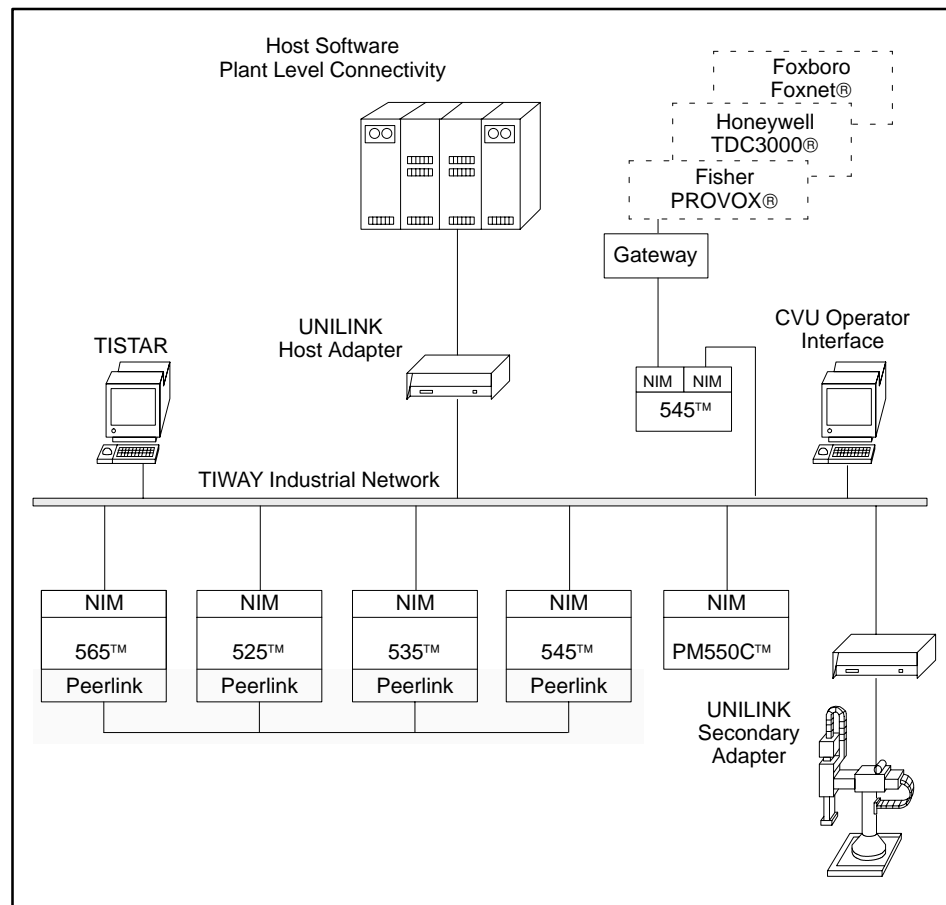 Host Software
Plant Level Connectivity
Foxboro
Foxnet®
Honeywell
TDC3000®
Fisher
PROVOX®
Gateway
UNILINK
Host Adapter
CVU Operator
Interface
TISTAR
NIM NIM
545™
TIWAY Industrial Network
NIM NIM NIM NIM NIM
565™ 525™ 535™ 545™ PM550C™
Peerlink Peerlink Peerlink Peerlink
UNILINK
Secondary
Adapter